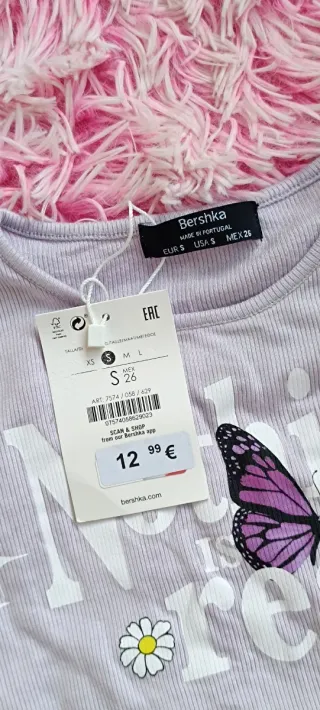 Bershka
MADE IN PORTUGAL
EUR S USA S MEX 26
EAC
XS S M L
S MEX 26
ART. 7574 / 058 / 629
07574058629023
SCAN & SHOP
from our Bershka app
12 99 €
bershka.com
IS
re